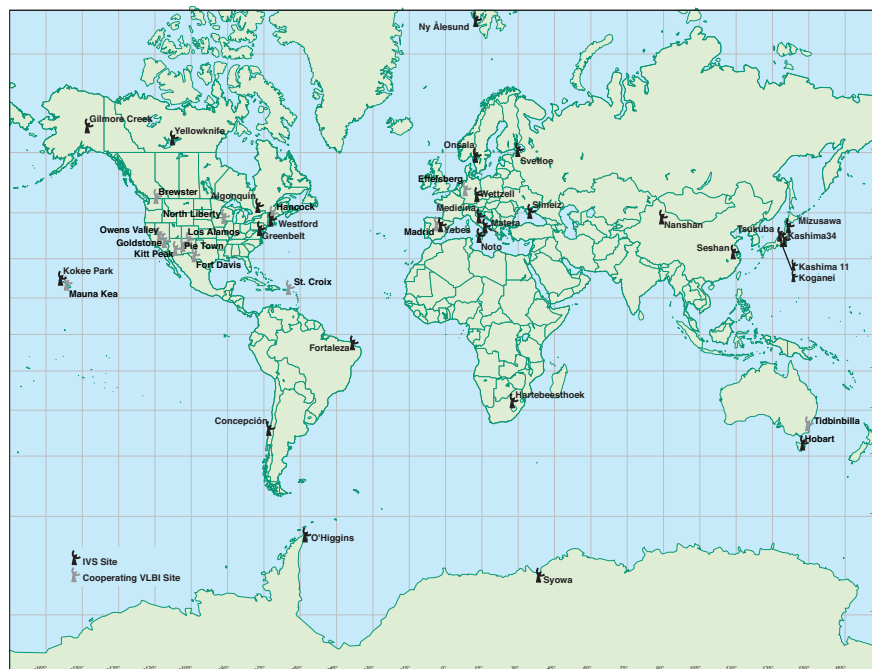 Ny Ålesund
Gilmore Creek
Yellowknife
Onsala
Svetloe
Effelsberg
Wettzell
Brewster
Algonquin
Hancock
Medicina
Simeiz
North Liberty
Westford
Nanshan
Mizusawa
Owens Valley
Los Alamos
Greenbelt
Madrid
Yebes
Matera
Tsukuba
Kashima34
Goldstone
Pie Town
Noto
Seshan
Kitt Peak
Fort Davis
Kashima 11
Koganei
Kokee Park
Mauna Kea
St. Croix
Fortaleza
Hartebeesthoek
Concepción
Tidbinbilla
Hobart
O'Higgins
IVS Site
Cooperating VLBI Site
Syowa